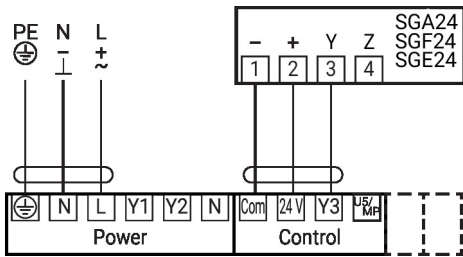 PE N L
- +
⊥ ~
SGA24
SGF24
SGE24
- + Y Z
1 2 3 4
N L Y1 Y2 N Com 24 V Y3 U5/MP
Power Control